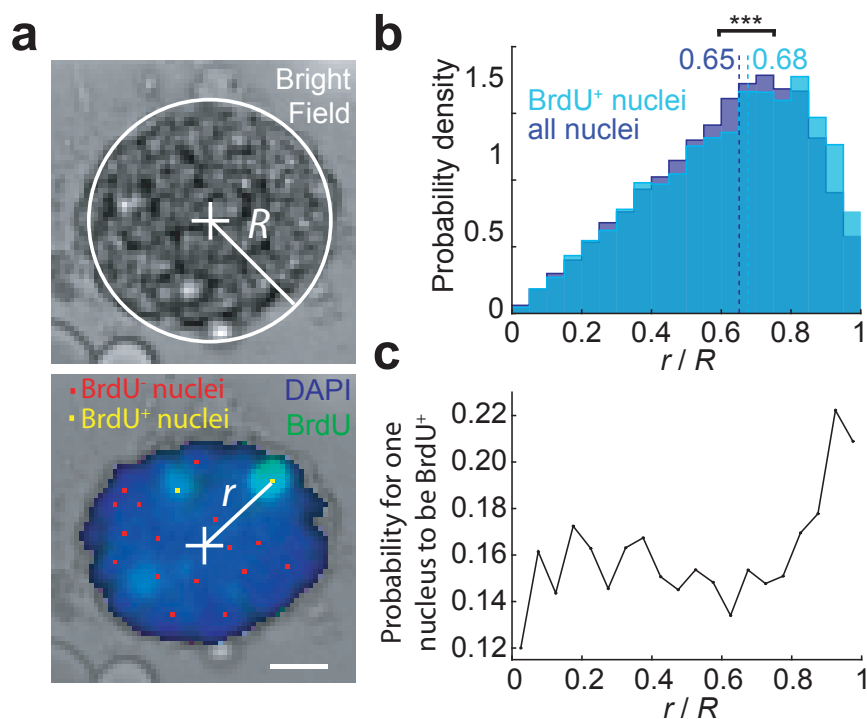 a
Bright
Field
R
BrdU⁻ nuclei
BrdU⁺ nuclei
DAPI
BrdU
r
b
***
0.65
0.68
BrdU⁺ nuclei
all nuclei
Probability density
1.5
1
0.5
0
0 0.2 0.4 0.6 0.8 1
r / R
c
Probability for one
nucleus to be BrdU⁺
0.22
0.20
0.18
0.16
0.14
0.12
0 0.2 0.4 0.6 0.8 1
r / R